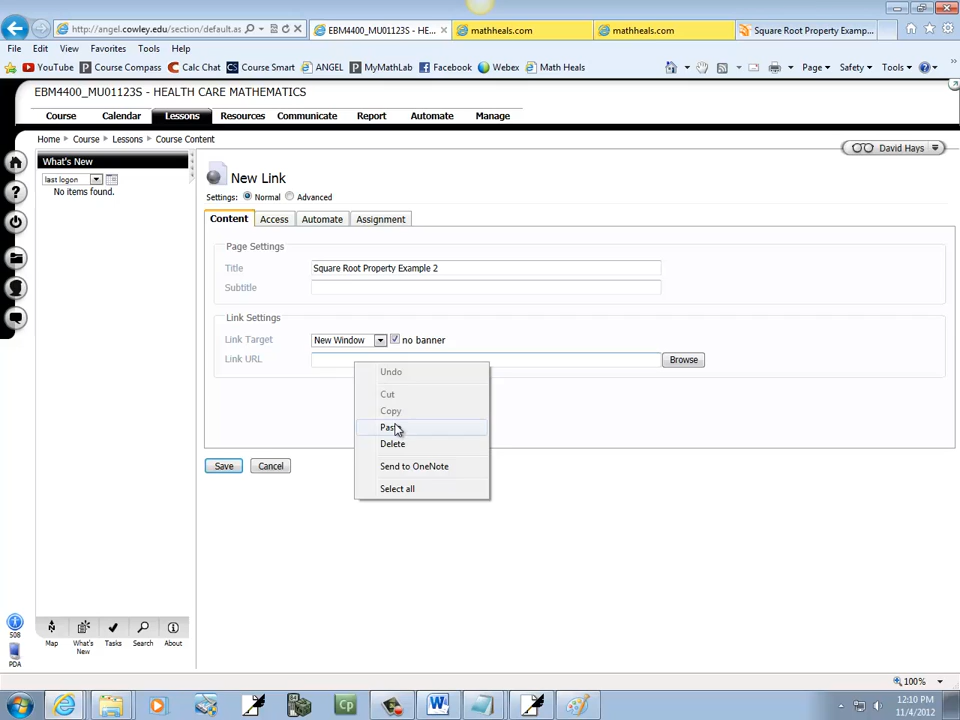 http://angel.cowley.edu/section/default.as
EBM4400_MU01123S - HE...
mathheals.com
mathheals.com
Square Root Property Examp...
File Edit View Favorites Tools Help
YouTube Course Compass Calc Chat Course Smart ANGEL MyMathLab Facebook Webex Math Heals Page Safety Tools
EBM4400_MU01123S - HEALTH CARE MATHEMATICS
Course Calendar Lessons Resources Communicate Report Automate Manage
Home Course Lessons Course Content
David Hays
What's New
last logon
No items found.
New Link
Settings: Normal Advanced
Content Access Automate Assignment
Page Settings
Title Square Root Property Example 2
Subtitle
Link Settings
Link Target New Window no banner
Link URL Browse
Undo
Cut
Copy
Paste
Delete
Send to OneNote
Select all
Save Cancel
508
PDA
Map What's New Tasks Search About
100%
Cp
12:10 PM
11/4/2012